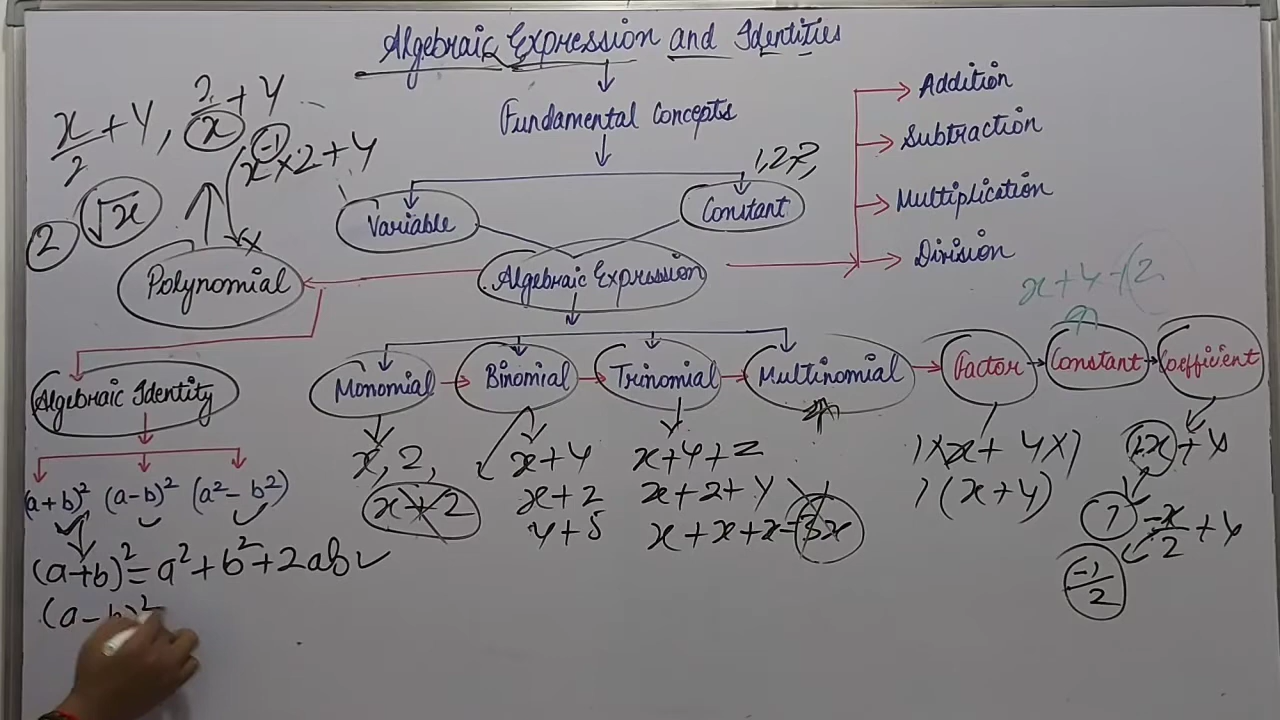 Algebraic Expression and Identities
Fundamental Concepts
Addition
Subtraction
Multiplication
Division
x/2 + y, 2/x + y
x⁻¹ × 2 + y
1, 2
② √x
Variable
Constant
Polynomial
Algebraic Expression
x + y - 2
Algebraic Identity
Monomial
Binomial
Trinomial
Multinomial
Factor
Constant
Coefficient
x, 2,
x + 2
x + y
x + 2
y + 5
x + y + z
x + 2 + y
x + x + x = 3x
1 × x + y × 1
1 (x + y)
1x + y
1
-x/2 + y
-1/2
(a+b)² (a-b)² (a²-b²)
(a+b)² = a² + b² + 2ab
(a-b)²